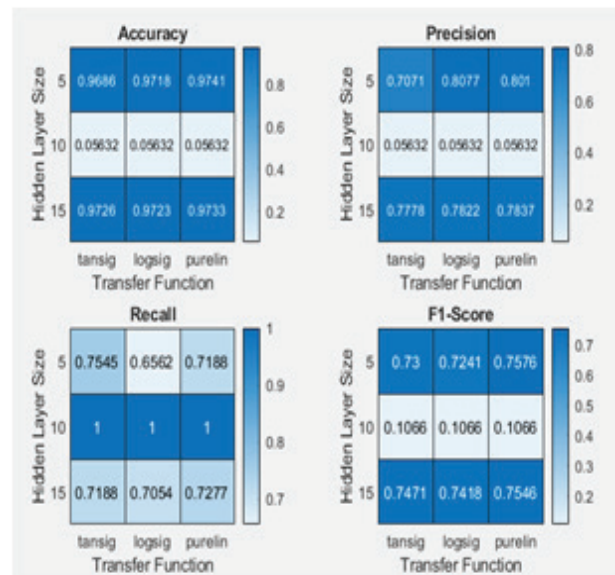 Accuracy
Hidden Layer Size
5 0.9686 0.9718 0.9741
10 0.05632 0.05632 0.05632
15 0.9726 0.9723 0.9733
tansig logsig purelin
Transfer Function
0.8
0.6
0.4
0.2
Precision
Hidden Layer Size
5 0.7071 0.8077 0.801
10 0.05632 0.05632 0.05632
15 0.7778 0.7822 0.7837
tansig logsig purelin
Transfer Function
0.8
0.6
0.4
0.2
Recall
Hidden Layer Size
5 0.7545 0.6562 0.7188
10 1 1 1
15 0.7188 0.7054 0.7277
tansig logsig purelin
Transfer Function
1
0.9
0.8
0.7
F1-Score
Hidden Layer Size
5 0.73 0.7241 0.7576
10 0.1066 0.1066 0.1066
15 0.7471 0.7418 0.7546
tansig logsig purelin
Transfer Function
0.7
0.6
0.5
0.4
0.3
0.2